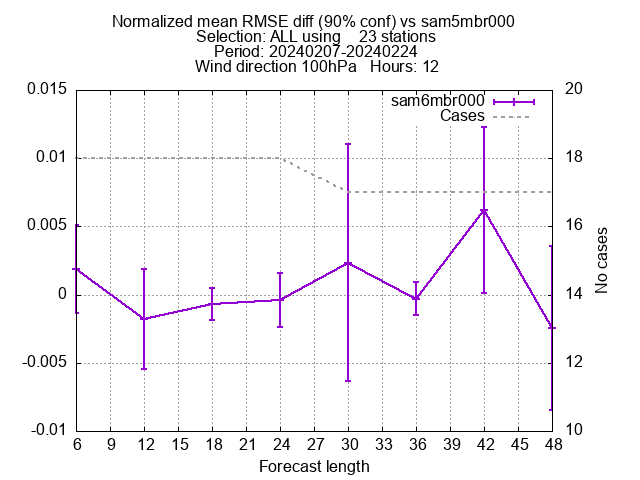 Normalized mean RMSE diff (90% conf) vs sam5mbr000
Selection: ALL using    23 stations
Period: 20240207-20240224
Wind direction 100hPa   Hours: 12
0.015
0.01
0.005
0
-0.005
-0.01
sam6mbr000
Cases
20
18
16
14
12
10
No cases
6 9 12 15 18 21 24 27 30 33 36 39 42 45 48
Forecast length